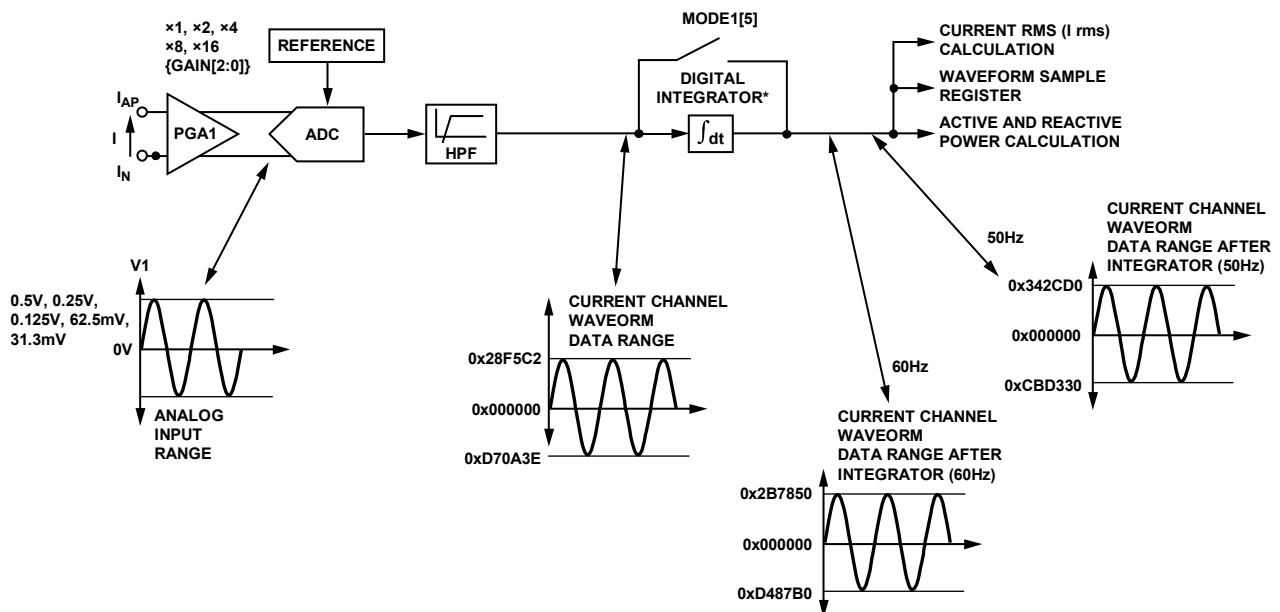 ×1, ×2, ×4
×8, ×16
{GAIN[2:0]}
REFERENCE
MODE1[5]
CURRENT RMS (I rms)
CALCULATION
WAVEFORM SAMPLE
REGISTER
ACTIVE AND REACTIVE
POWER CALCULATION
DIGITAL
INTEGRATOR*
IAP
I
IN
PGA1
ADC
HPF
∫dt
50Hz
60Hz
V1
0.5V, 0.25V,
0.125V, 62.5mV,
31.3mV
0V
ANALOG
INPUT
RANGE
CURRENT CHANNEL
WAVEORM
DATA RANGE
0x28F5C2
0x000000
0xD70A3E
CURRENT CHANNEL
WAVEORM
DATA RANGE AFTER
INTEGRATOR (60Hz)
0x2B7850
0x000000
0xD487B0
CURRENT CHANNEL
WAVEORM
DATA RANGE AFTER
INTEGRATOR (50Hz)
0x342CD0
0x000000
0xCBD330